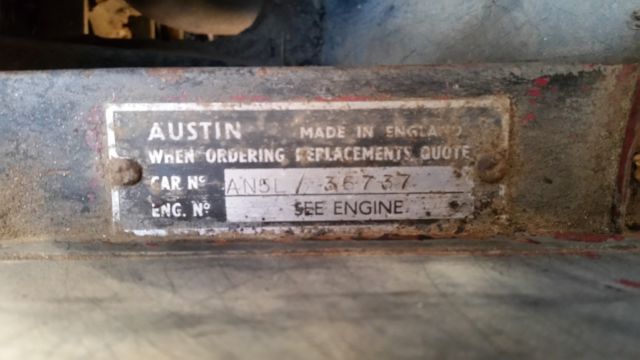 AUSTIN MADE IN ENGLAND
WHEN ORDERING REPLACEMENTS QUOTE
CAR Nº AN5L/36737
ENG. Nº SEE ENGINE